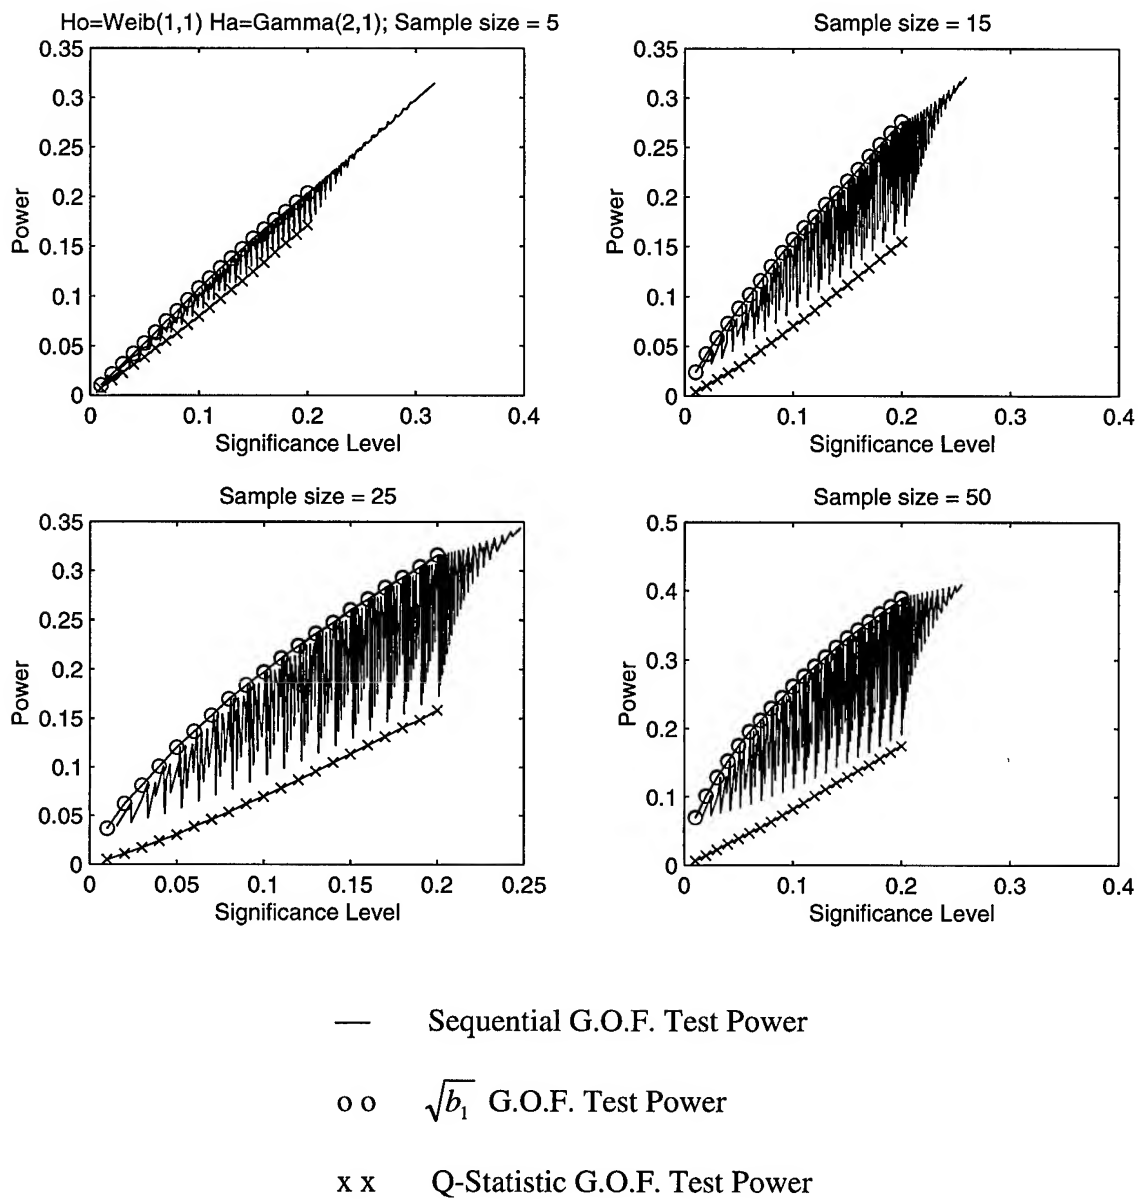 Ho=Weib(1,1) Ha=Gamma(2,1); Sample size = 5
Power
0.35
0.3
0.25
0.2
0.15
0.1
0.05
0
0 0.1 0.2 0.3 0.4
Significance Level
Sample size = 15
Power
0.35
0.3
0.25
0.2
0.15
0.1
0.05
0
0 0.1 0.2 0.3 0.4
Significance Level
Sample size = 25
Power
0.35
0.3
0.25
0.2
0.15
0.1
0.05
0
0 0.05 0.1 0.15 0.2 0.25
Significance Level
Sample size = 50
Power
0.5
0.4
0.3
0.2
0.1
0
0 0.1 0.2 0.3 0.4
Significance Level
— Sequential G.O.F. Test Power
o o √b₁ G.O.F. Test Power
x x Q-Statistic G.O.F. Test Power